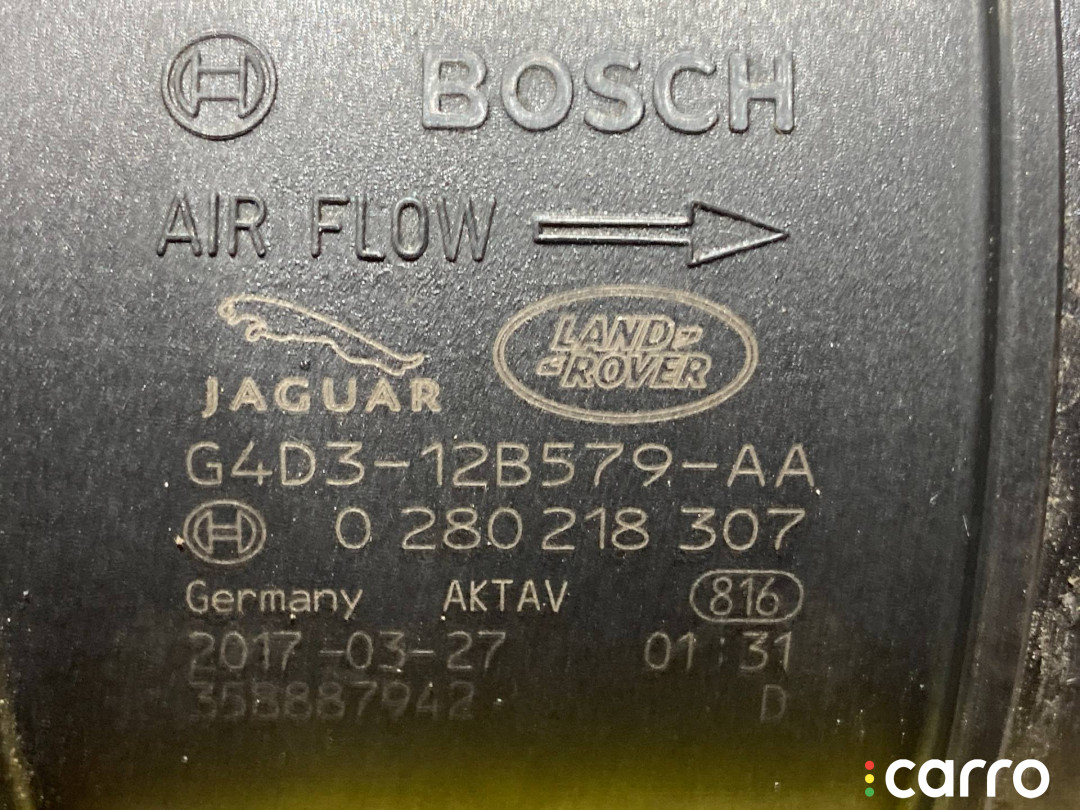 BOSCH
AIR FLOW
JAGUAR
LAND
ROVER
G4D3-12B579-AA
0 280 218 307
Germany AKTAV 816
2017-03-27 01:31
358887942 D
carro